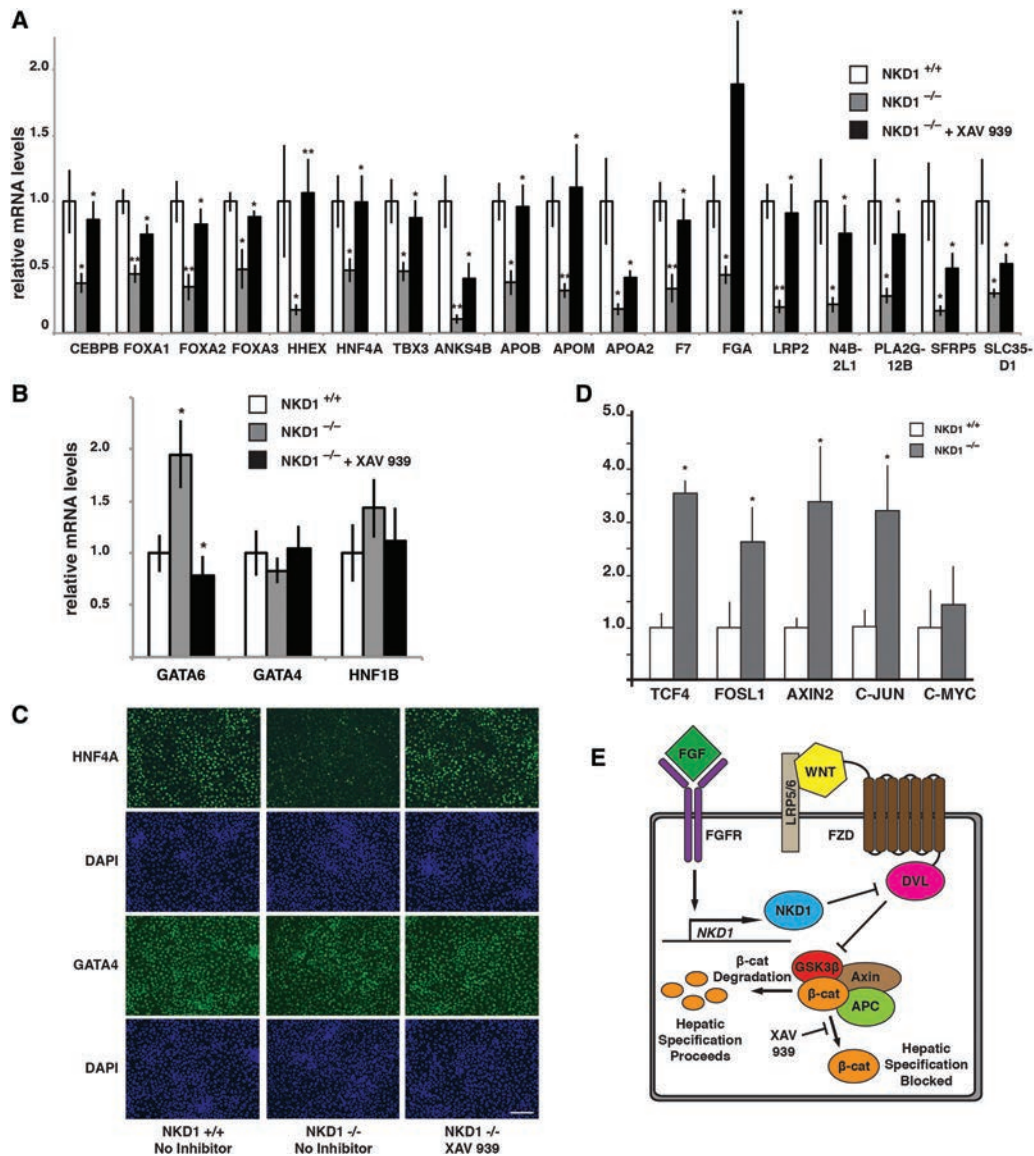 A
relative mRNA levels
2.0
1.5
1.0
0.5
0
NKD1 +/+
NKD1 −/−
NKD1 −/− + XAV 939
* ** * ** * * * * * ** * * * * * * ** * * * * ** * * ** * * ** * ** ** * * * * * * * *
CEBPB FOXA1 FOXA2 FOXA3 HHEX HNF4A TBX3 ANKS4B APOB APOM APOA2 F7 FGA LRP2 N4B-2L1 PLA2G-12B SFRP5 SLC35-D1
B
relative mRNA levels
2.0
1.5
1.0
0.5
NKD1 +/+
NKD1 −/−
NKD1 −/− + XAV 939
* *
GATA6 GATA4 HNF1B
C
HNF4A
DAPI
GATA4
DAPI
NKD1 +/+
No Inhibitor
NKD1 -/-
No Inhibitor
NKD1 -/-
XAV 939
D
5.0
4.0
3.0
2.0
1.0
NKD1 +/+
NKD1 −/−
* * * *
TCF4 FOSL1 AXIN2 C-JUN C-MYC
E
FGF
FGFR
LRP5/6
WNT
FZD
DVL
NKD1
NKD1
β-cat
Degradation
GSK3β
Axin
β-cat
APC
Hepatic
Specification
Proceeds
XAV
939
β-cat
Hepatic
Specification
Blocked